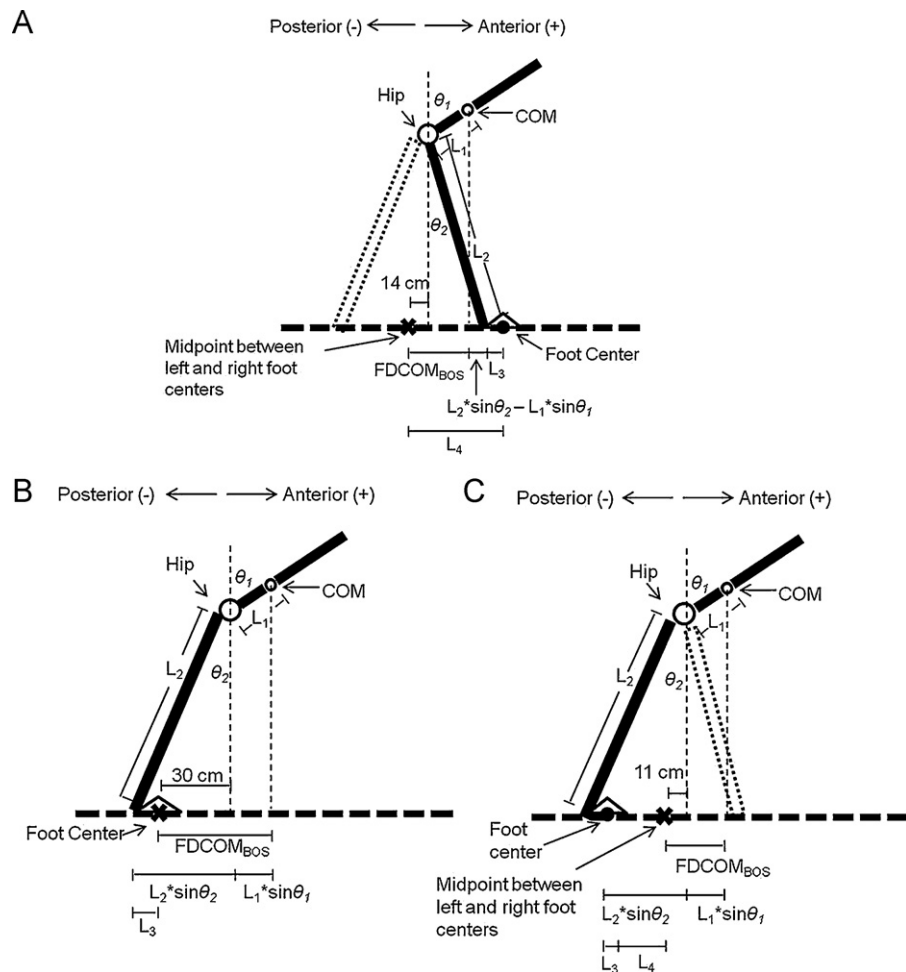 A
Posterior (-)
Anterior (+)
Hip
θ1
COM
L1
θ2
L2
14 cm
Midpoint between
left and right foot
centers
Foot Center
FDCOMBOS
L3
L2*sinθ2 – L1*sinθ1
L4
B
Posterior (-)
Anterior (+)
Hip
θ1
COM
L1
L2
θ2
30 cm
Foot Center
FDCOMBOS
L2*sinθ2
L1*sinθ1
L3
C
Posterior (-)
Anterior (+)
Hip
θ1
COM
L1
L2
θ2
11 cm
Foot
center
FDCOMBOS
Midpoint between
left and right foot
centers
L2*sinθ2
L1*sinθ1
L3
L4